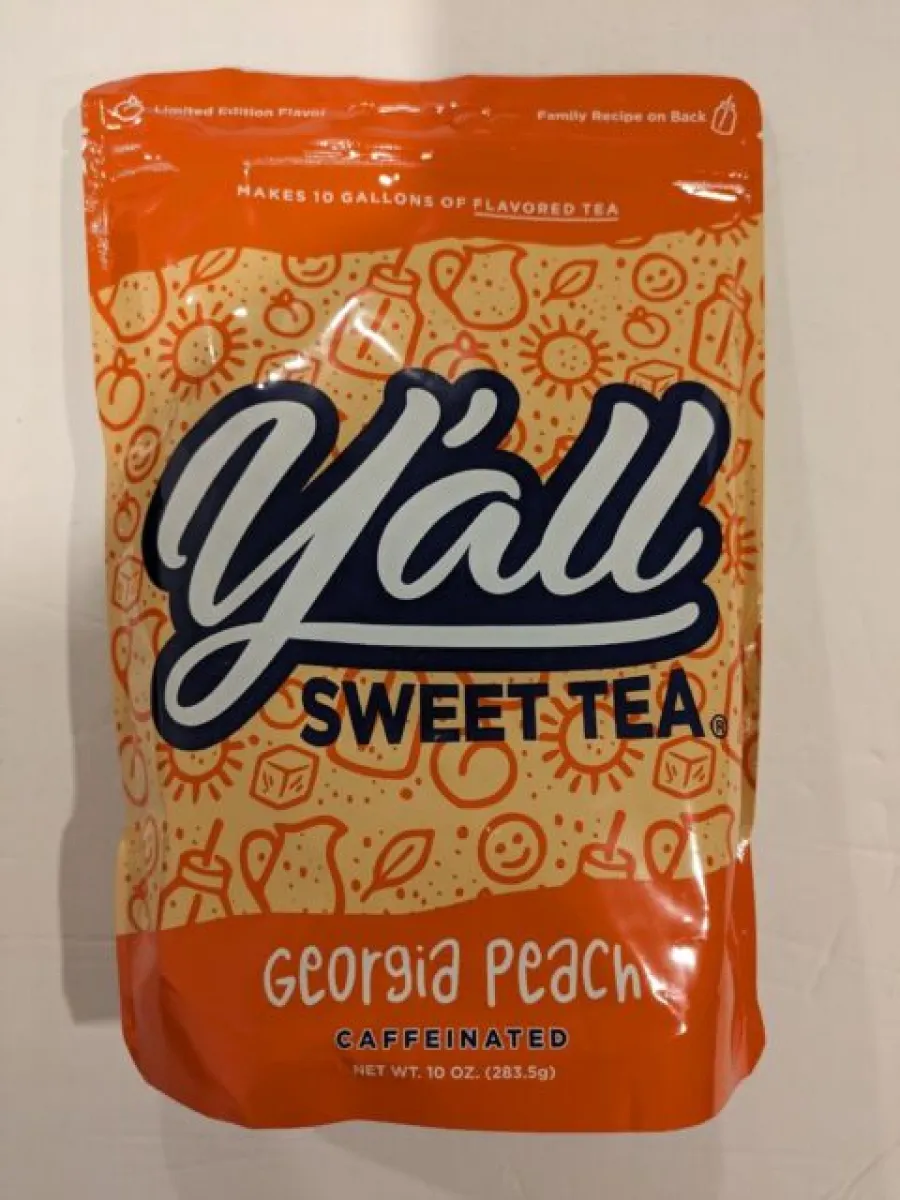 Limited Edition Flavor
Family Recipe on Back
MAKES 10 GALLONS OF FLAVORED TEA
Y'all
SWEET TEA®
Georgia Peach
CAFFEINATED
NET WT. 10 OZ. (283.5g)